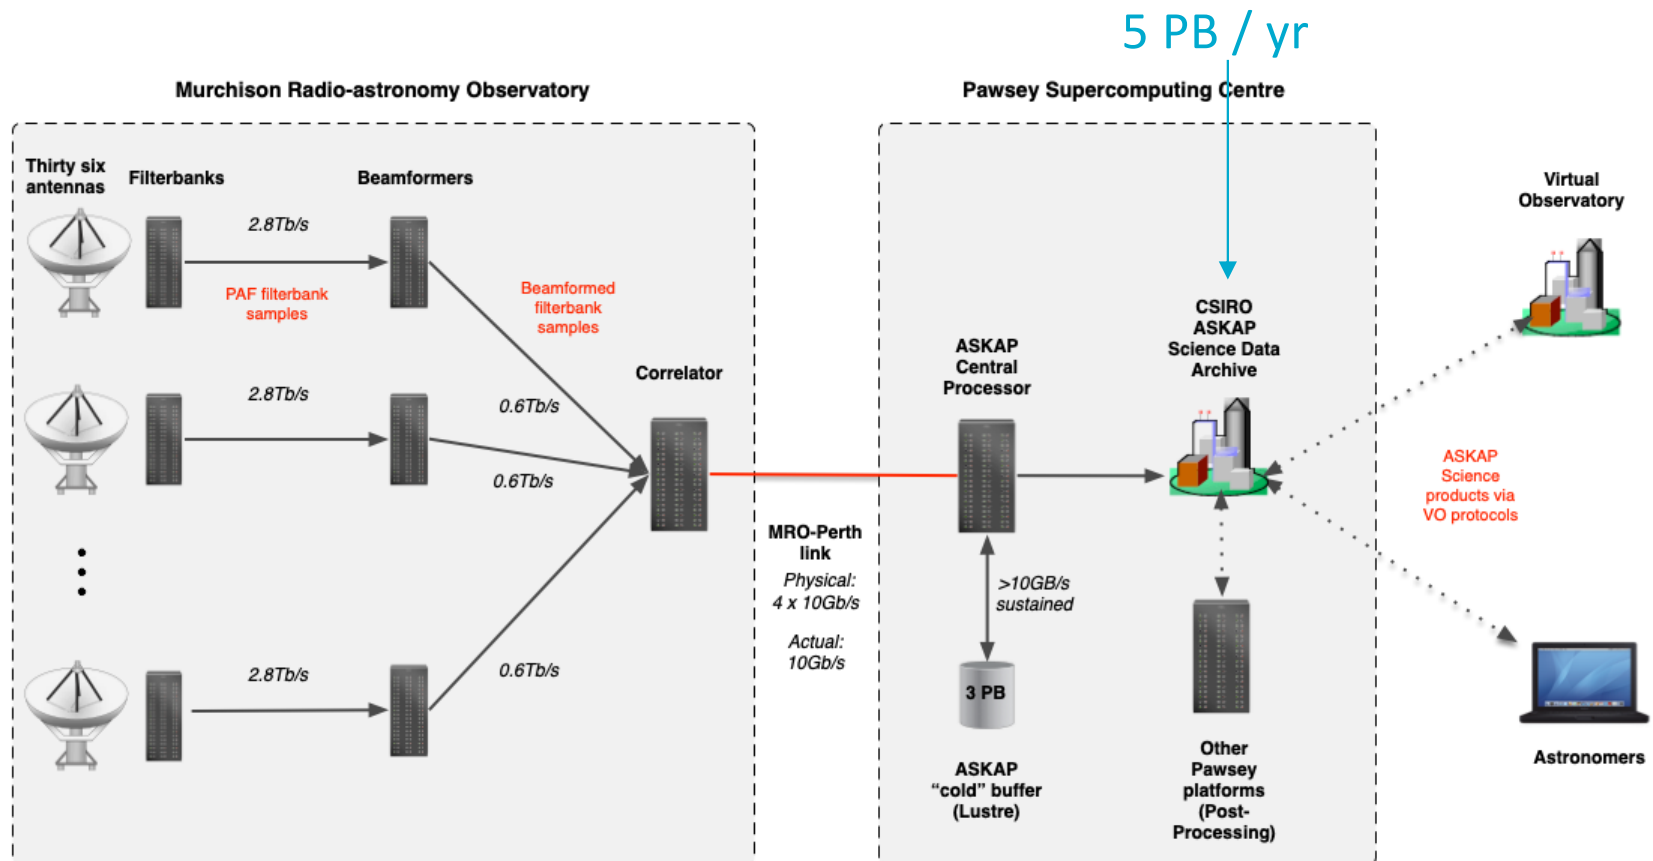 5 PB / yr
Murchison Radio-astronomy Observatory
Pawsey Supercomputing Centre
Thirty six
antennas
Filterbanks
Beamformers
2.8Tb/s
PAF filterbank
samples
Beamformed
filterbank
samples
2.8Tb/s
0.6Tb/s
0.6Tb/s
Correlator
2.8Tb/s
0.6Tb/s
MRO-Perth
link
Physical:
4 x 10Gb/s
Actual:
10Gb/s
ASKAP
Central
Processor
>10GB/s
sustained
3 PB
ASKAP
“cold” buffer
(Lustre)
CSIRO
ASKAP
Science Data
Archive
Other
Pawsey
platforms
(Post-
Processing)
Virtual
Observatory
ASKAP
Science
products via
VO protocols
Astronomers